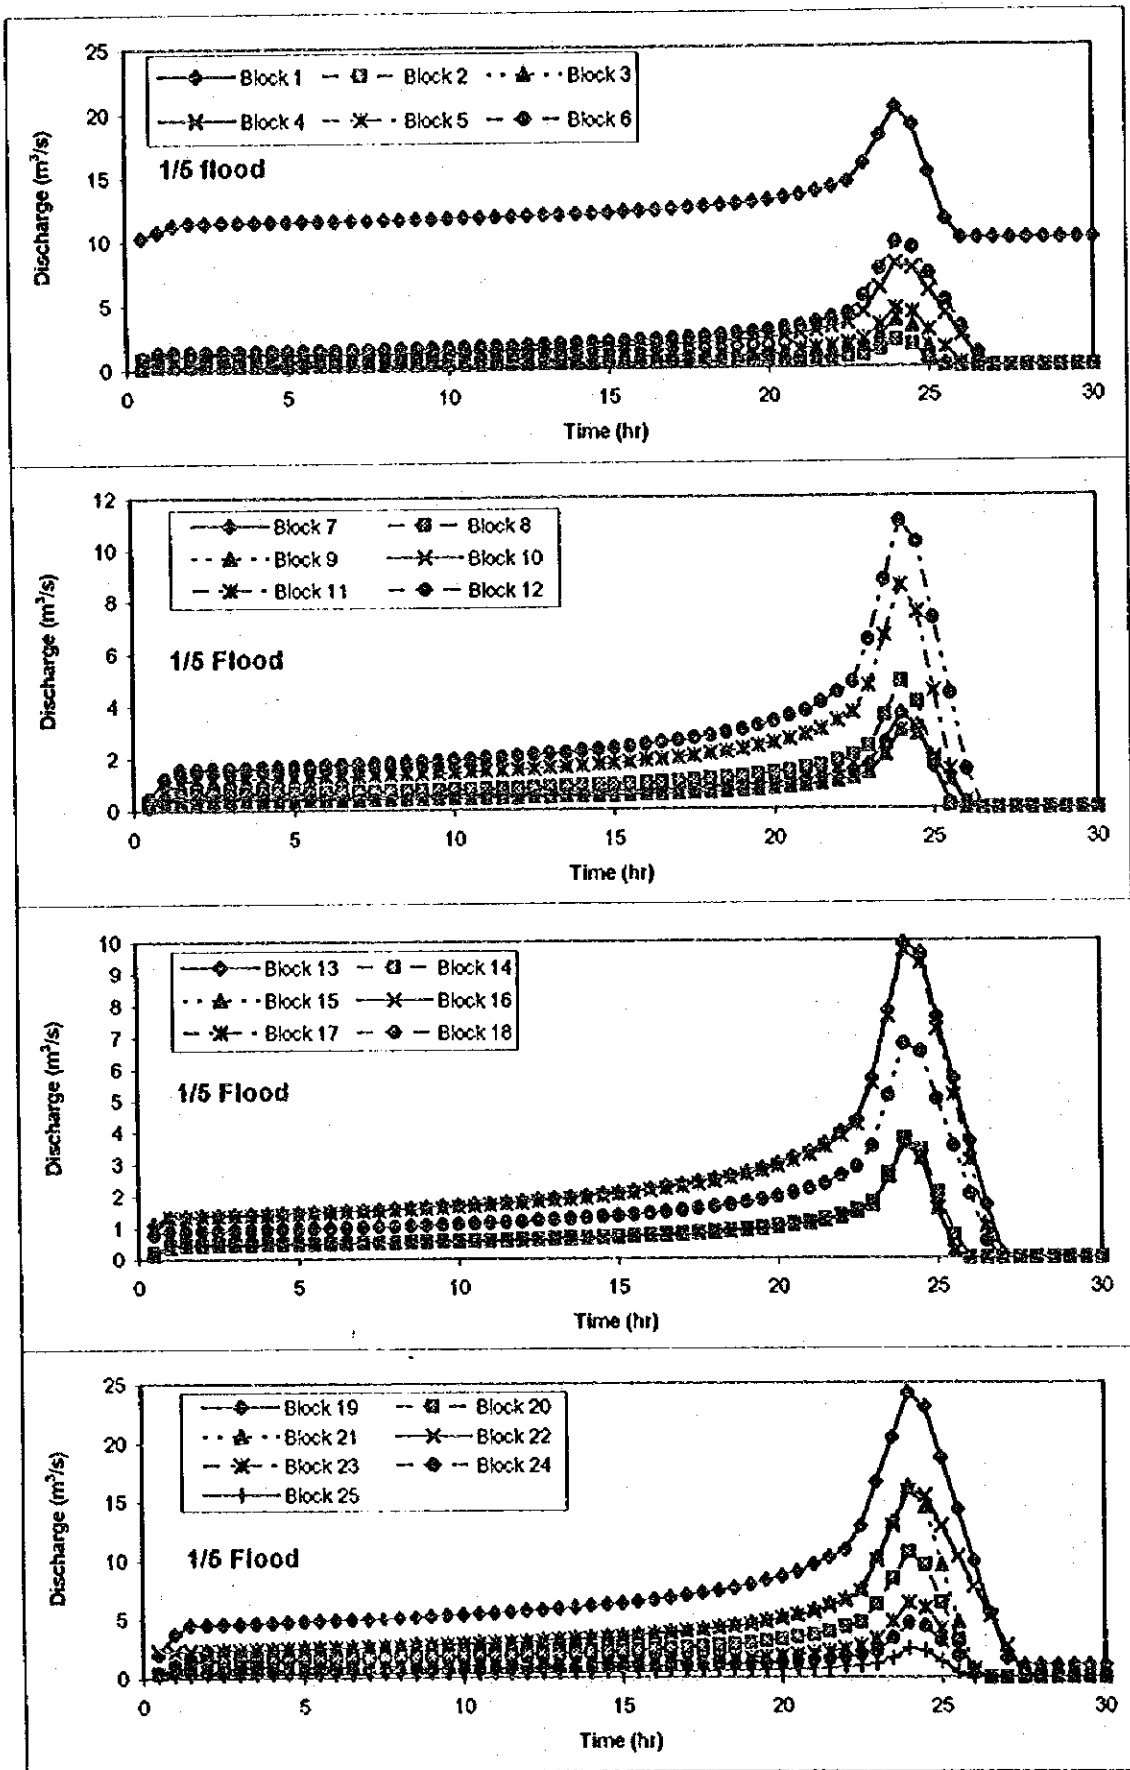 25
Block 1 Block 2 Block 3
20
Block 4 Block 5 Block 6
1/5 flood
15
Discharge (m³/s)
10
5
0
0 5 10 15 20 25 30
Time (hr)
12
Block 7 Block 8
10
Block 9 Block 10
8
Block 11 Block 12
Discharge (m³/s)
1/5 Flood
6
4
2
0
0 5 10 15 20 25 30
Time (hr)
10
Block 13 Block 14
9
Block 15 Block 16
8
Block 17 Block 18
7
6
1/5 Flood
Discharge (m³/s)
5
4
3
2
1
0
0 5 10 15 20 25 30
Time (hr)
25
Block 19 Block 20
Block 21 Block 22
20
Block 23 Block 24
Block 25
15
Discharge (m³/s)
1/5 Flood
10
5
0
0 5 10 15 20 25 30
Time (hr)